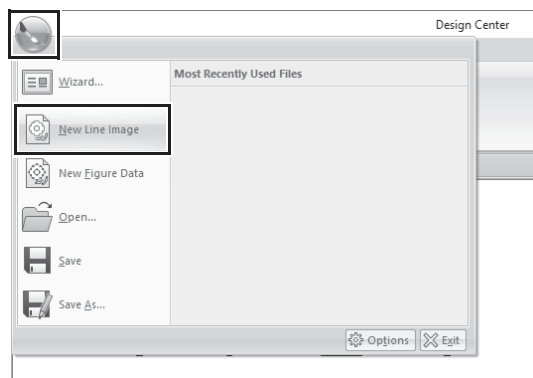 Design Center
Most Recently Used Files
Wizard...
New Line Image
New Figure Data
Open...
Save
Save As...
Options
Exit